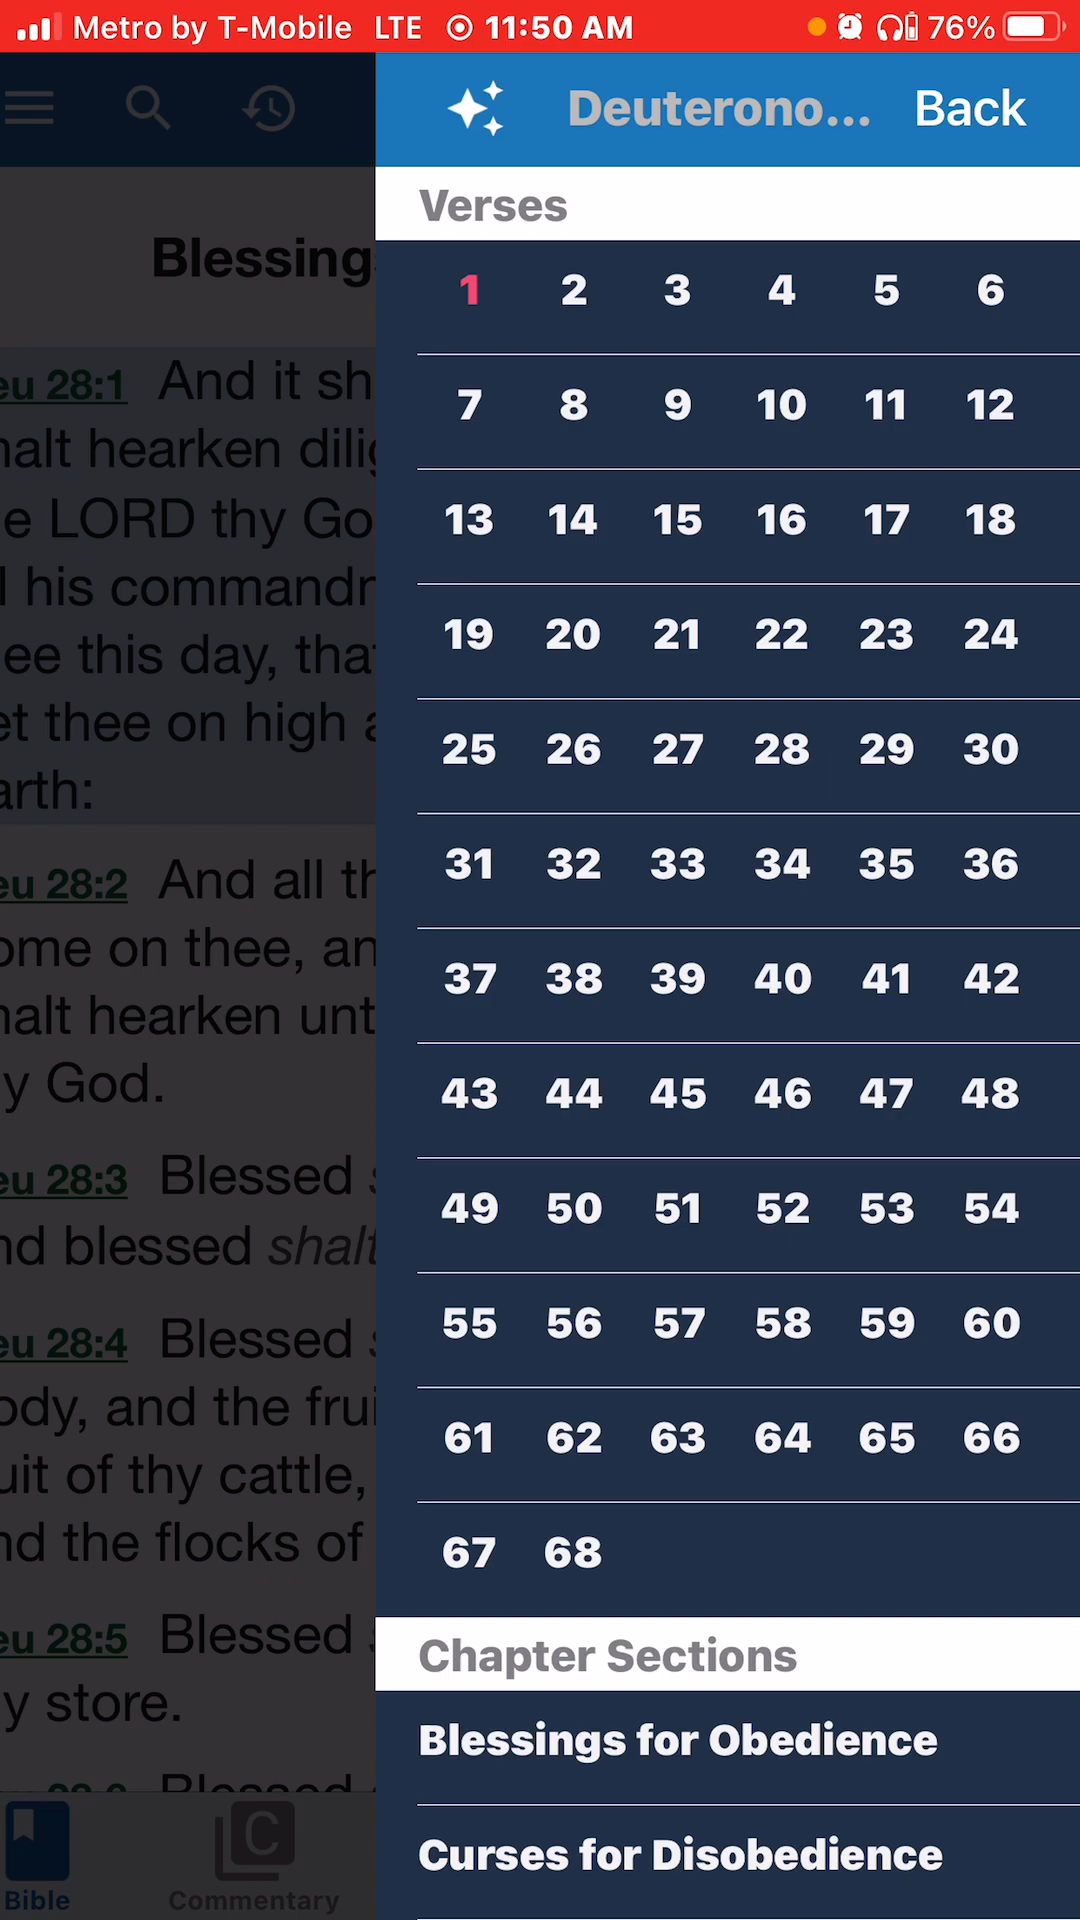 Metro by T-Mobile LTE 11:50 AM 76%
Deuterono... Back
Verses
1 2 3 4 5 6
7 8 9 10 11 12
13 14 15 16 17 18
19 20 21 22 23 24
25 26 27 28 29 30
31 32 33 34 35 36
37 38 39 40 41 42
43 44 45 46 47 48
49 50 51 52 53 54
55 56 57 58 59 60
61 62 63 64 65 66
67 68
Chapter Sections
Blessings for Obedience
Curses for Disobedience
Blessing
eu 28:1 And it sh
halt hearken dilig
e LORD thy Go
l his commandr
ee this day, that
et thee on high a
arth:
eu 28:2 And all th
ome on thee, an
halt hearken unt
y God.
eu 28:3 Blessed s
nd blessed shalt
eu 28:4 Blessed s
ody, and the frui
uit of thy cattle,
nd the flocks of
eu 28:5 Blessed s
y store.
Bible
C
Commentary